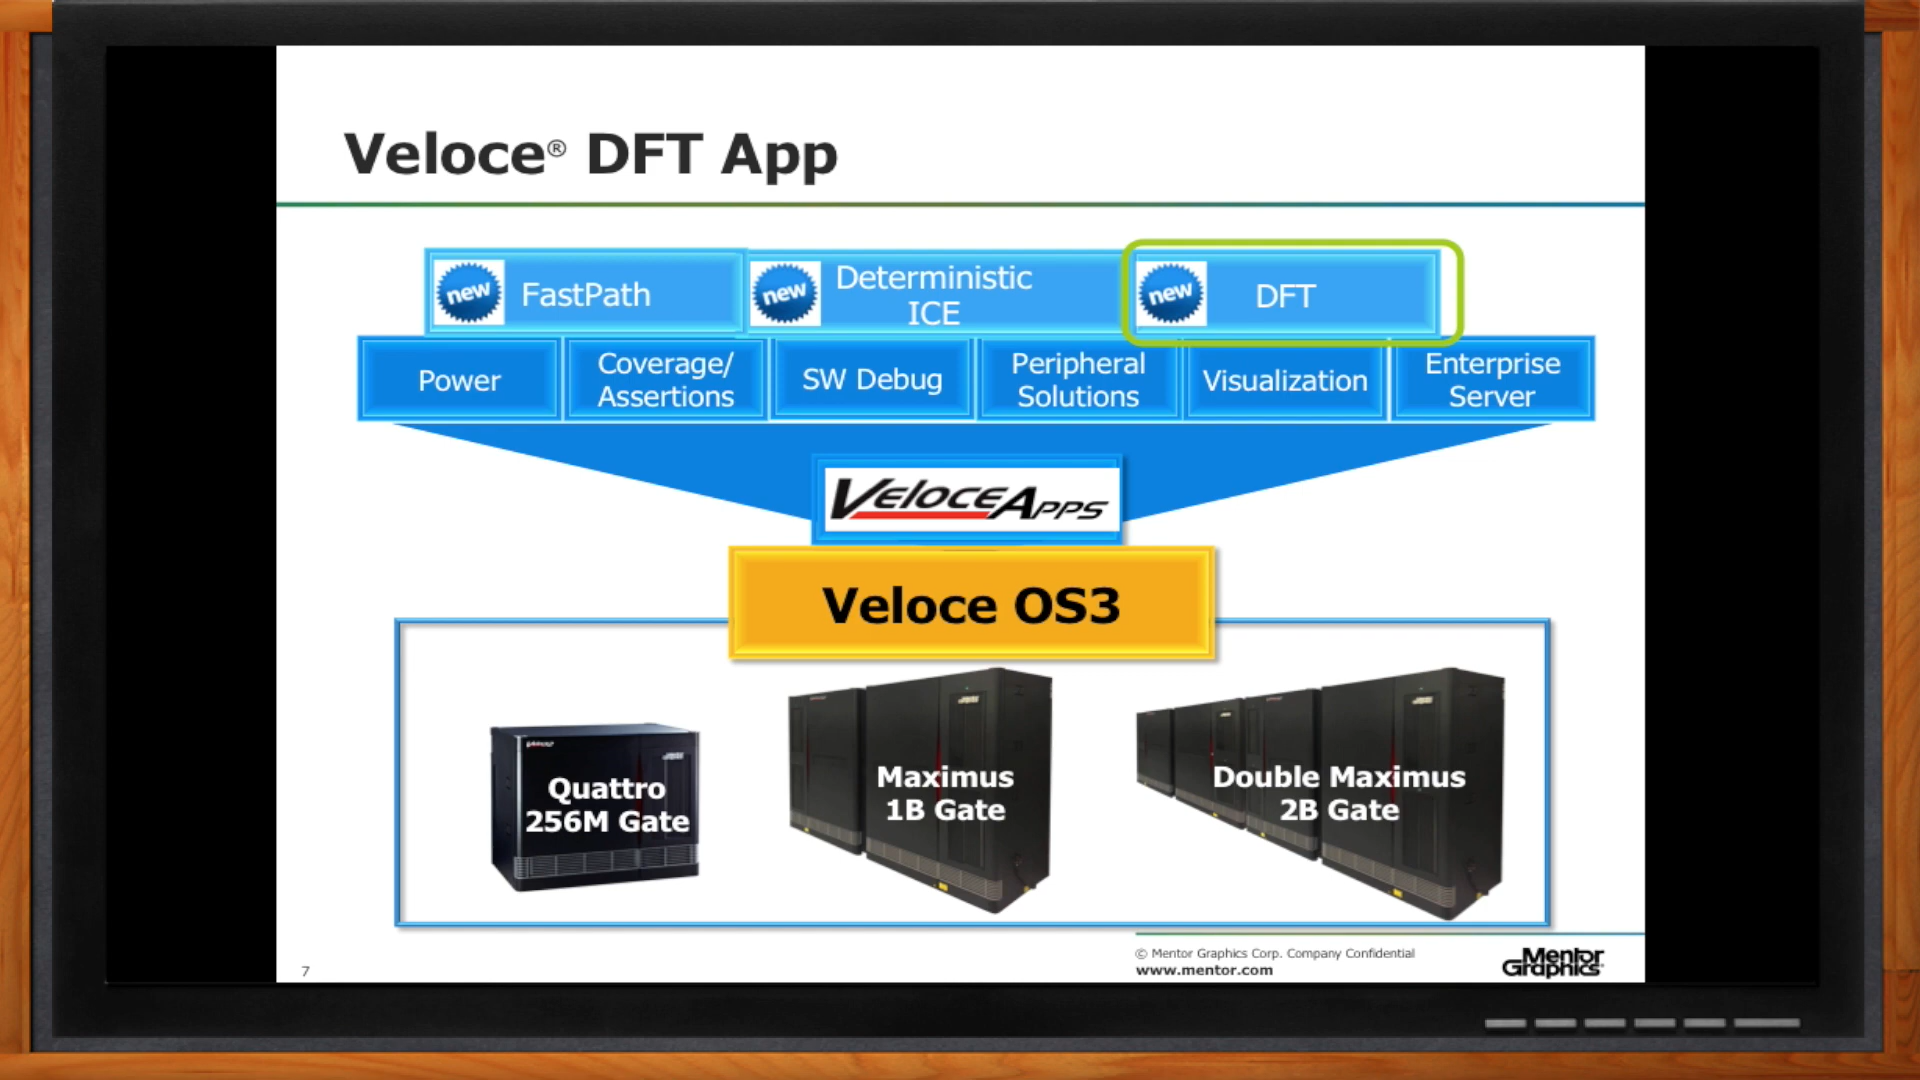 Veloce® DFT App
new
FastPath
new
Deterministic
ICE
new
DFT
Power
Coverage/
Assertions
SW Debug
Peripheral
Solutions
Visualization
Enterprise
Server
VeloceApps
Veloce OS3
Quattro
256M Gate
Maximus
1B Gate
Double Maximus
2B Gate
7
© Mentor Graphics Corp. Company Confidential
www.mentor.com
Mentor
Graphics